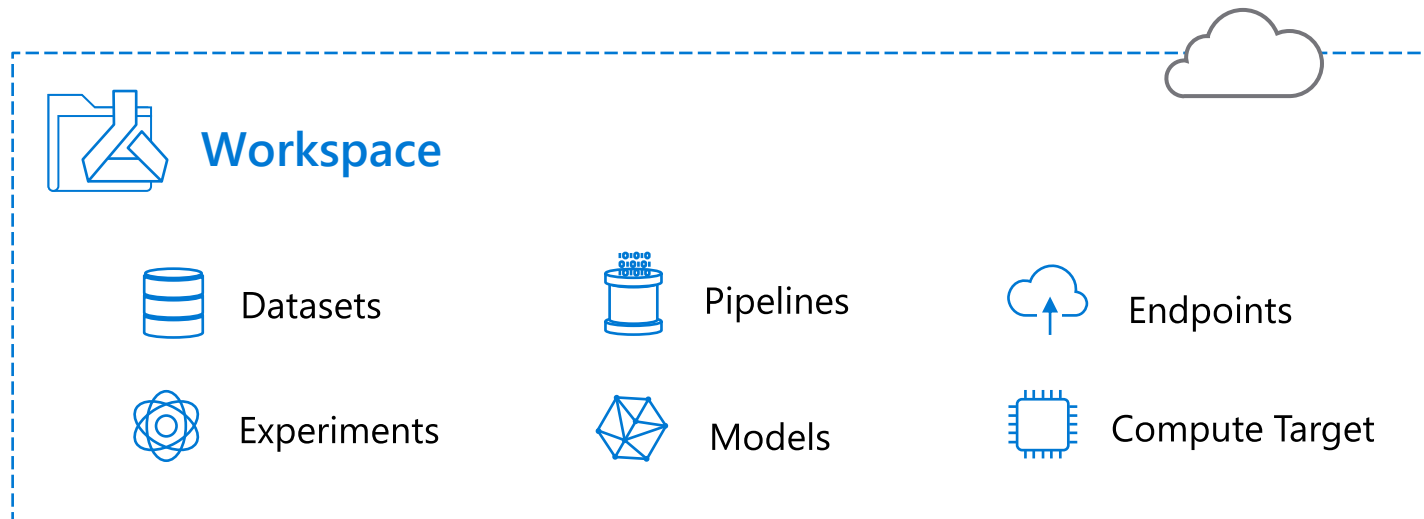 Workspace
Datasets
Pipelines
Endpoints
Experiments
Models
Compute Target